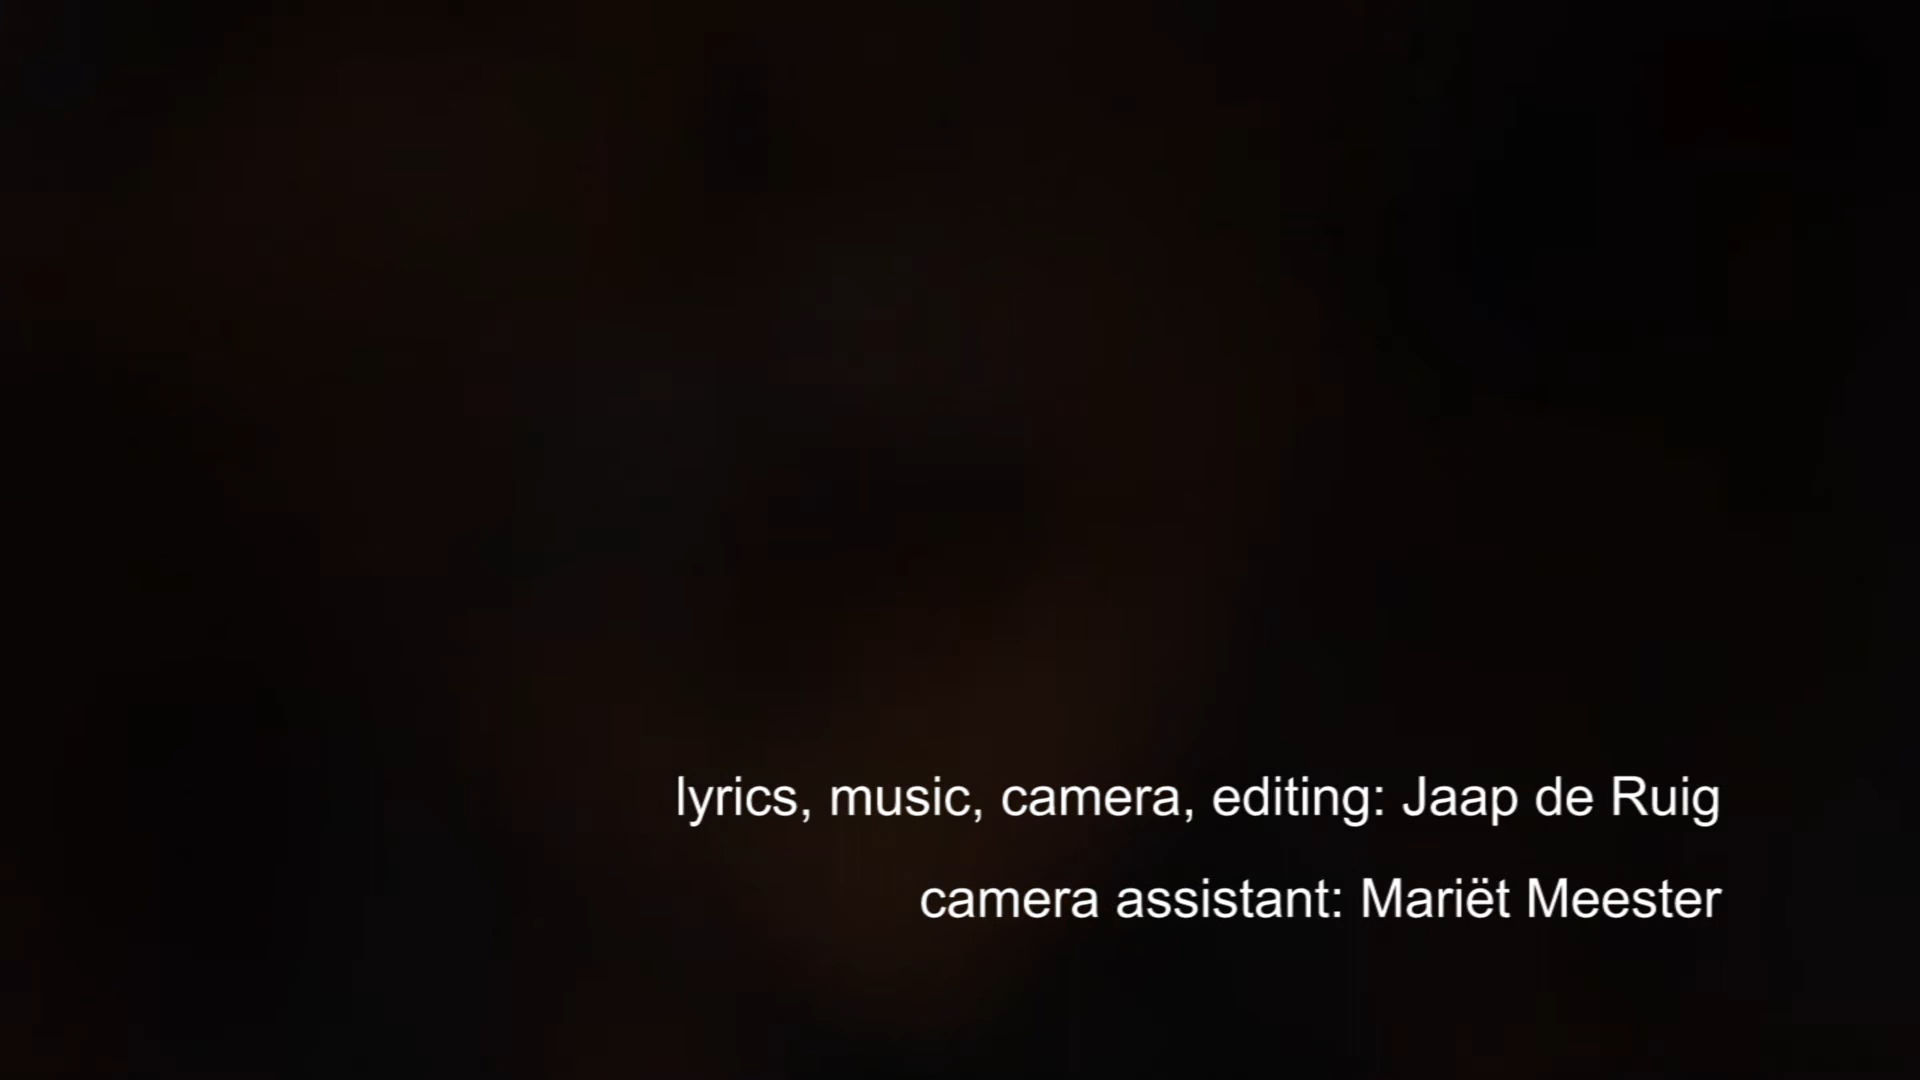 lyrics, music, camera, editing: Jaap de Ruig
camera assistant: Mariët Meester